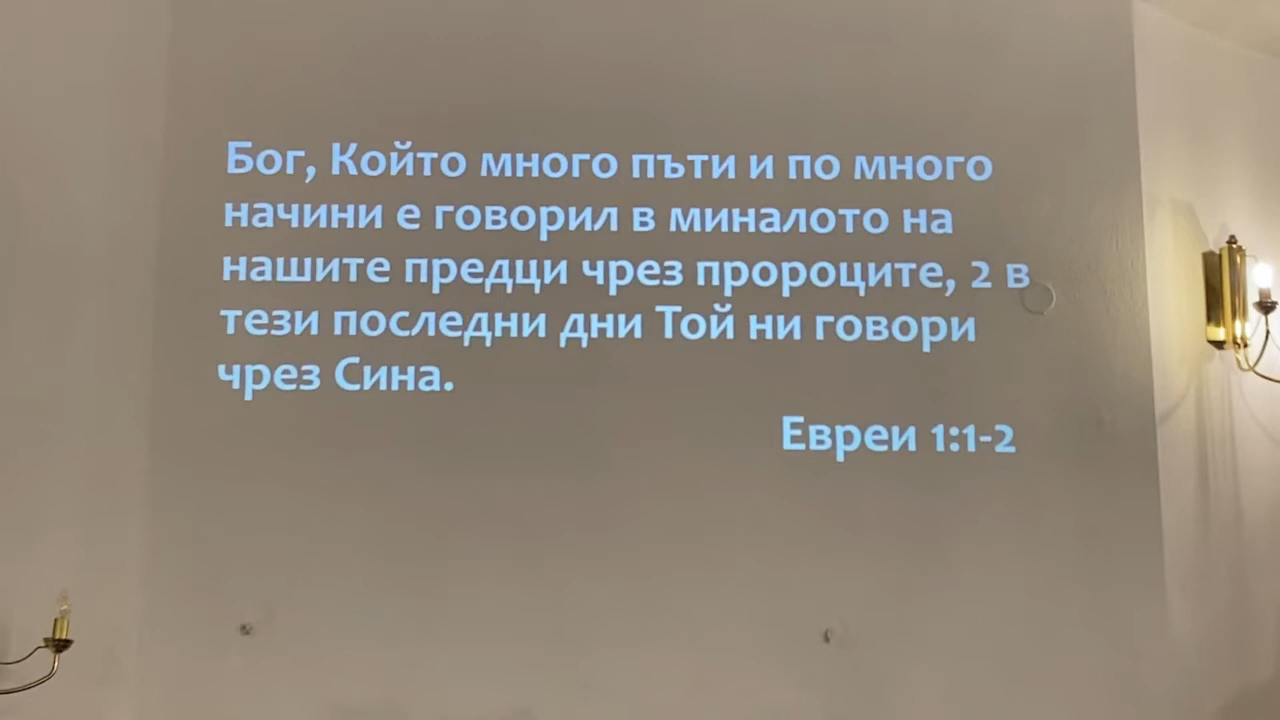 Бог, Който много пъти и по много
начини е говорил в миналото на
нашите предци чрез пророците, 2 в
тези последни дни Той ни говори
чрез Сина.
Евреи 1:1-2